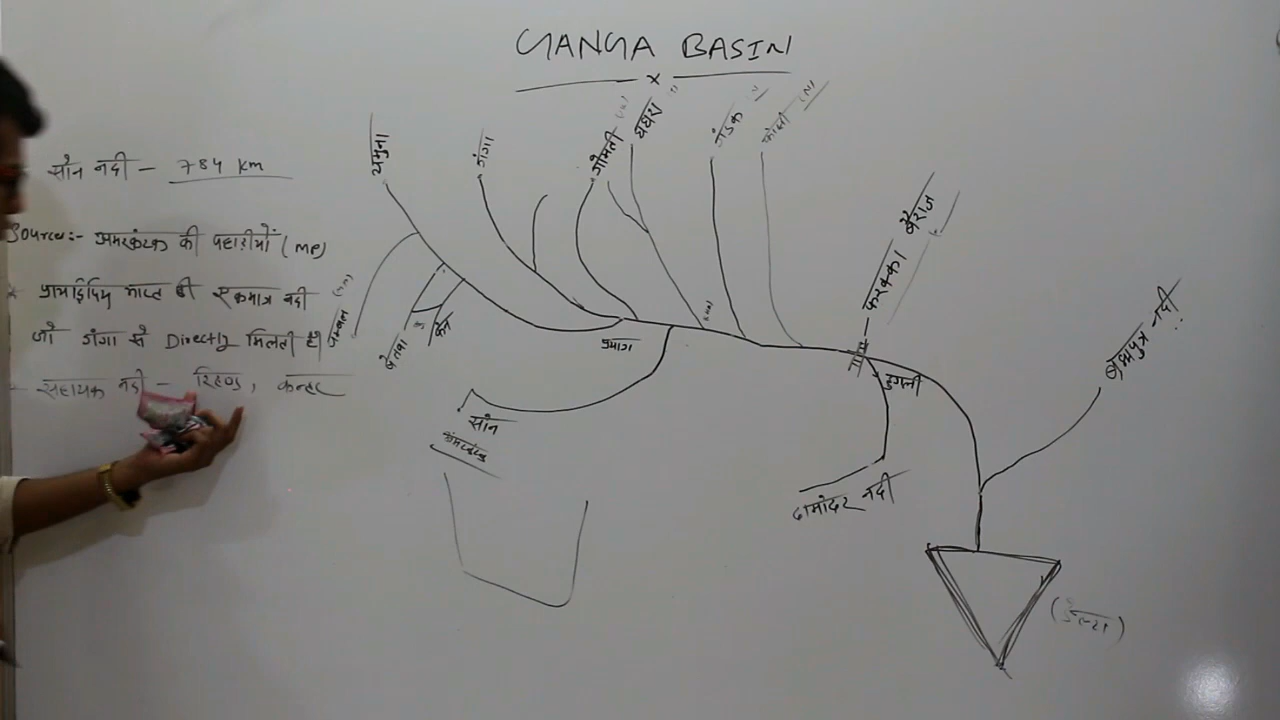 GANGA BASIN
x
सोन नदी - 784 km
Source:- अमरकंटक की पहाड़ीयों (MP)
प्रायद्वीपिय भारत की एकमात्र नदी
जो गंगा से Directly मिलती है।
सहायक नदी - रिहण्ड, कन्हर
यमुना
गंगा
गोमती
घाघरा
गंडक
कोसी (N)
चम्बल
बेतवा
केन
प्रयाग
सोन
अमरकंटक
फरक्का बैराज
हुगली
दामोदर नदी
ब्रह्मपुत्र नदी
(डेल्टा)